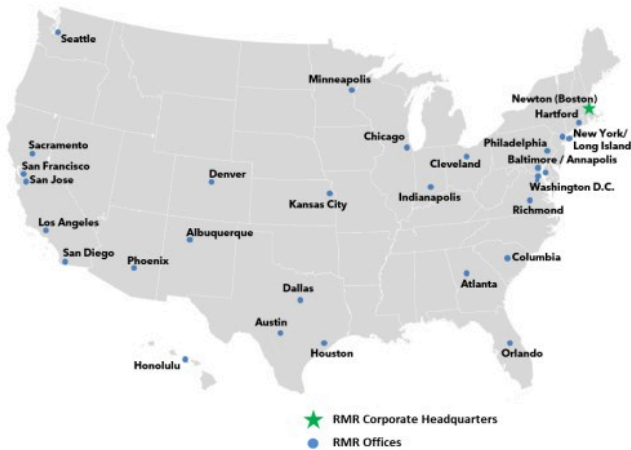 Seattle
Minneapolis
Newton (Boston)
Hartford
New York/
Long Island
Chicago
Philadelphia
Sacramento
Cleveland
Baltimore / Annapolis
San Francisco
San Jose
Denver
Indianapolis
Washington D.C.
Kansas City
Richmond
Los Angeles
Albuquerque
San Diego
Phoenix
Columbia
Atlanta
Dallas
Austin
Houston
Orlando
Honolulu
RMR Corporate Headquarters
RMR Offices